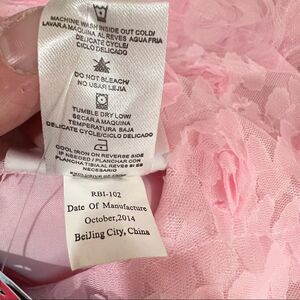 MACHINE WASH INSIDE OUT COLD/
LAVAR A MAQUINA, AL REVES AGUA FRIA
DELICATE CYCLE/
CICLO DELICADO
DO NOT BLEACH/
NO USAR LEJIA
TUMBLE DRY LOW/
SECAR A MAQUINA
TEMPERATURA BAJA
DELICATE CYCLE/CICLO DELICADO
COOL IRON ON REVERSE SIDE
IF NEEDED / PLANCHAR CON
PLANCHA TIBIA AL REVES ES
NECESARIO
RBI-102
Date Of Manufacture
October,2014
BeiJing City, China